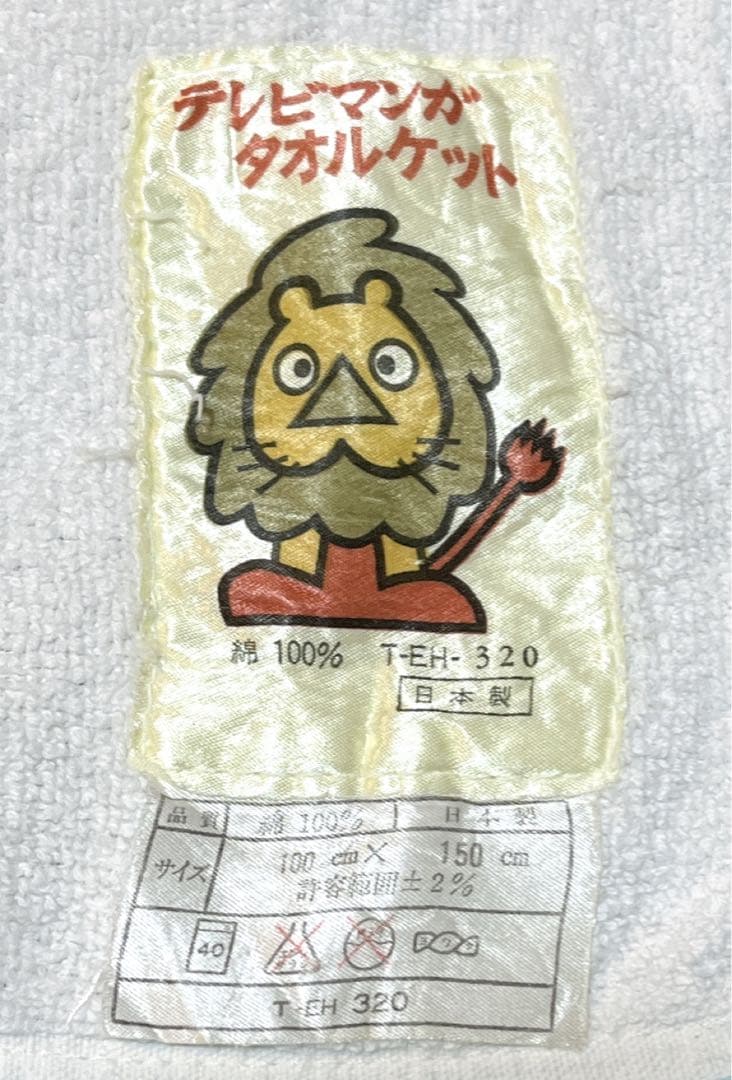 テレビマンガ
タオルケット
綿 100% T-EH-320
日本製
品質 綿 100% 日本製
サイズ 100 cm× 150 cm
許容範囲±2%
40
T-EH 320